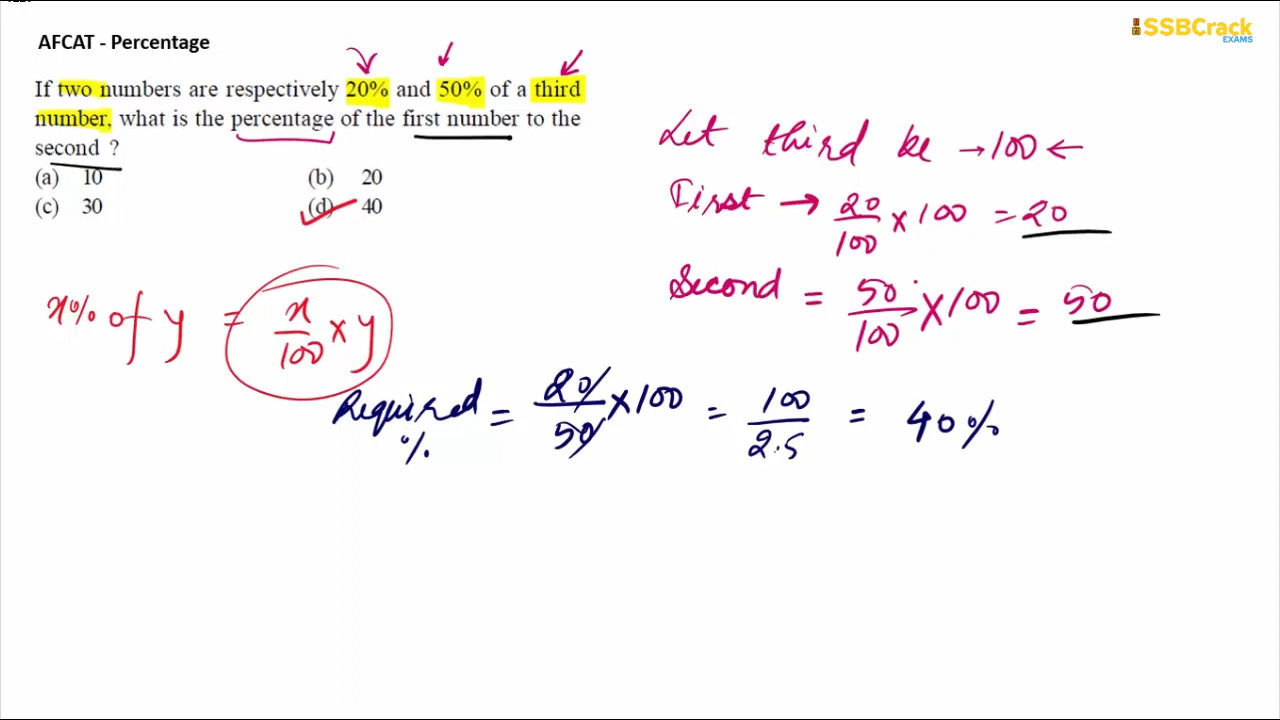 SSBCrack
EXAMS
AFCAT - Percentage
If two numbers are respectively 20% and 50% of a third
number, what is the percentage of the first number to the
second ?
(a) 10 (b) 20
(c) 30 (d) 40
Let third be → 100 ←
First → 20/100 × 100 = 20
Second = 50/100 × 100 = 50
x% of y = x/100 × y
Required % = 20/50 × 100 = 100/2.5 = 40%